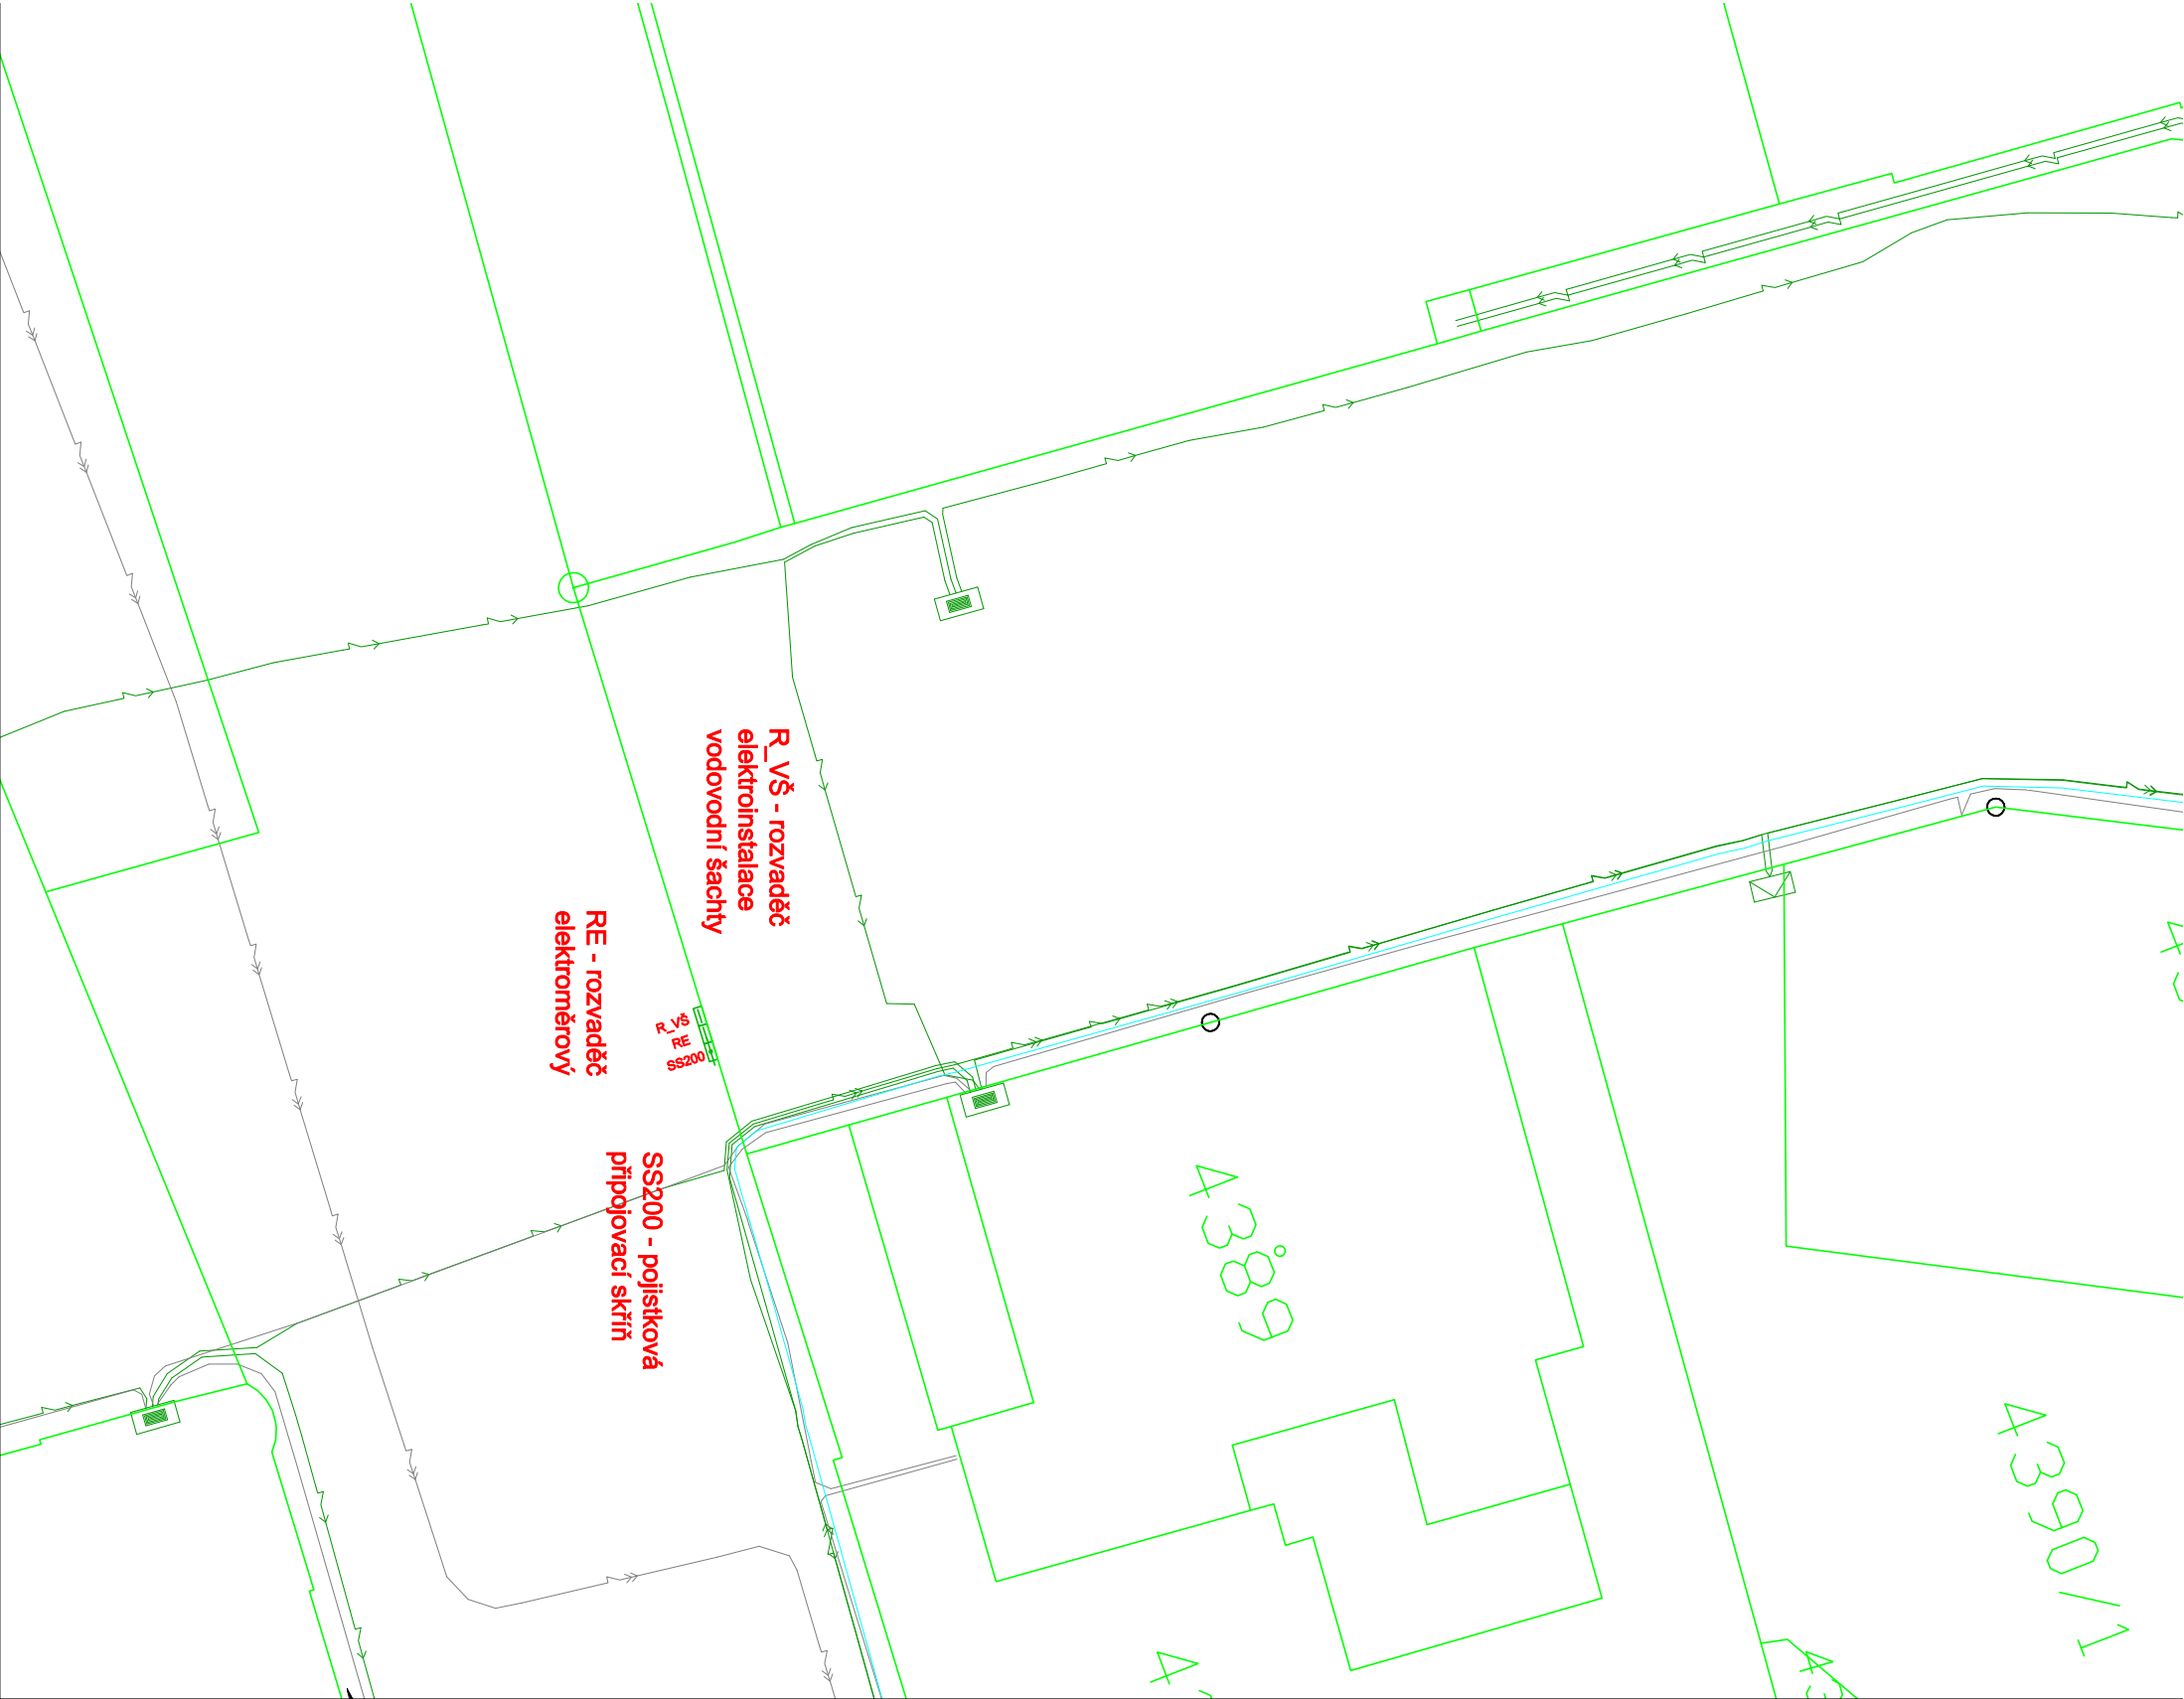 R_VŠ - rozvaděč
elektroinstalace
vodovodní šachty
RE - rozvaděč
elektroměrový
R_VŠ
RE
SS200
SS200 - pojistková
připojovací skříň
4389
4390/1